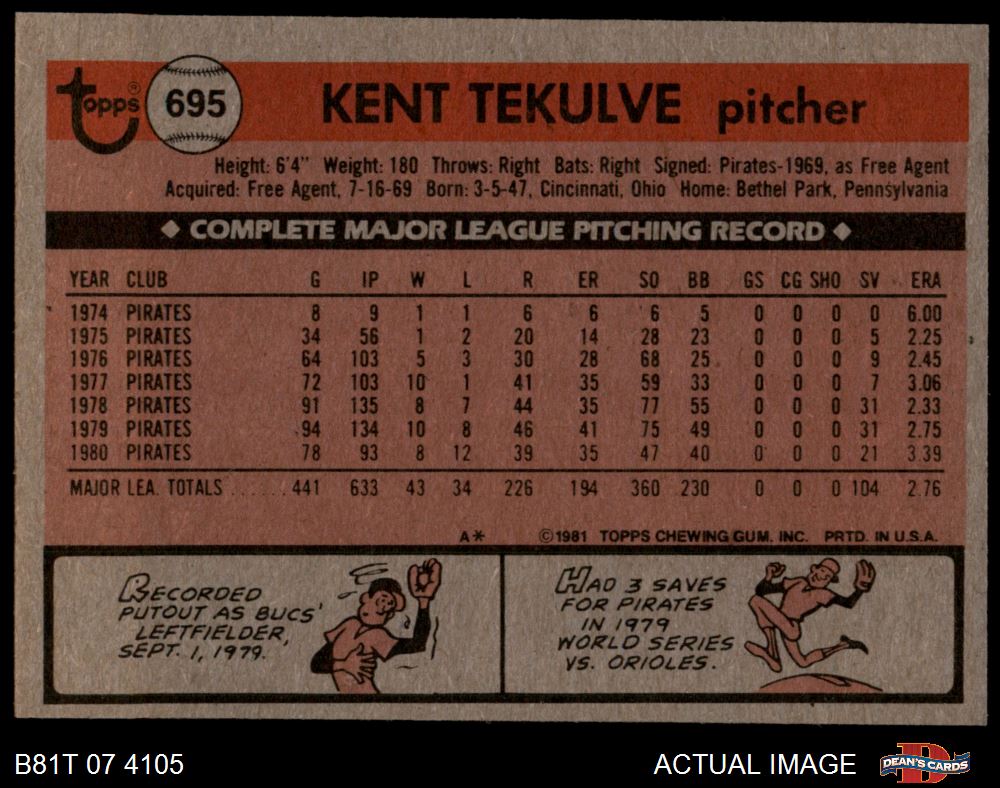 Topps® 695 KENT TEKULVE pitcher
Height: 6'4" Weight: 180 Throws: Right Bats: Right Signed: Pirates-1969, as Free Agent
Acquired: Free Agent, 7-16-69 Born: 3-5-47, Cincinnati, Ohio Home: Bethel Park, Pennsylvania
◆ COMPLETE MAJOR LEAGUE PITCHING RECORD ◆
YEAR CLUB G IP W L R ER SO BB GS CG SHO SV ERA
1974 PIRATES 8 9 1 1 6 6 6 5 0 0 0 0 6.00
1975 PIRATES 34 56 1 2 20 14 28 23 0 0 0 5 2.25
1976 PIRATES 64 103 5 3 30 28 68 25 0 0 0 9 2.45
1977 PIRATES 72 103 10 1 41 35 59 33 0 0 0 7 3.06
1978 PIRATES 91 135 8 7 44 35 77 55 0 0 0 31 2.33
1979 PIRATES 94 134 10 8 46 41 75 49 0 0 0 31 2.75
1980 PIRATES 78 93 8 12 39 35 47 40 0 0 0 21 3.39
MAJOR LEA. TOTALS ....... 441 633 43 34 226 194 360 230 0 0 0 104 2.76
A* ©1981 TOPPS CHEWING GUM, INC. PRTD. IN U.S.A.
RECORDED
PUTOUT AS BUCS'
LEFTFIELDER,
SEPT. 1, 1979.
HAD 3 SAVES
FOR PIRATES
IN 1979
WORLD SERIES
VS. ORIOLES.
B81T 07 4105 ACTUAL IMAGE DEAN'S CARDS